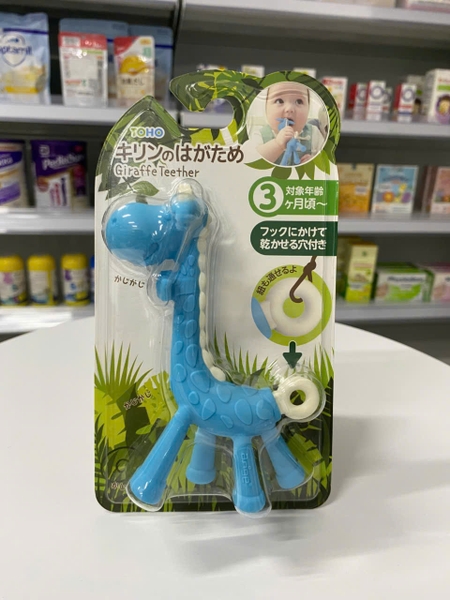 TOHO
キリンのはがため
Giraffe Teether
3
対象年齢
ヶ月頃〜
フックにかけて
乾かせる穴付き
紐も通せるよ
かじかじ